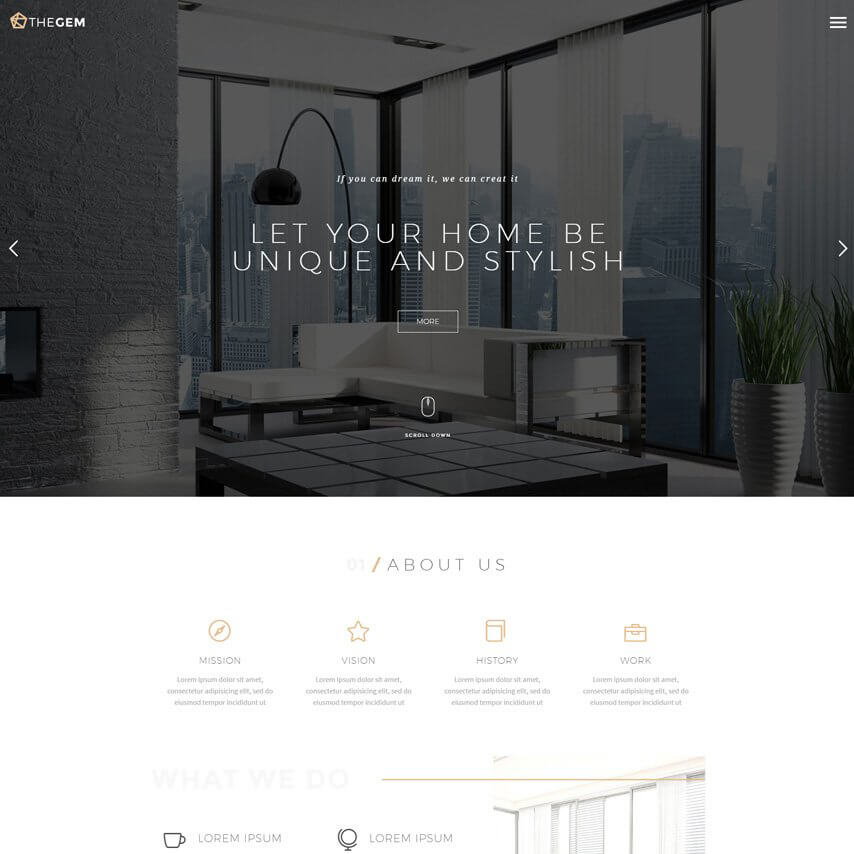 THEGEM
If you can dream it, we can creat it
LET YOUR HOME BE
UNIQUE AND STYLISH
MORE
SCROLL DOWN
01 / ABOUT US
MISSION
Lorem ipsum dolor sit amet,
consectetur adipisicing elit, sed do
eiusmod tempor incididunt ut
VISION
Lorem ipsum dolor sit amet,
consectetur adipisicing elit, sed do
eiusmod tempor incididunt ut
HISTORY
Lorem ipsum dolor sit amet,
consectetur adipisicing elit, sed do
eiusmod tempor incididunt ut
WORK
Lorem ipsum dolor sit amet,
consectetur adipisicing elit, sed do
eiusmod tempor incididunt ut
WHAT WE DO
LOREM IPSUM
LOREM IPSUM